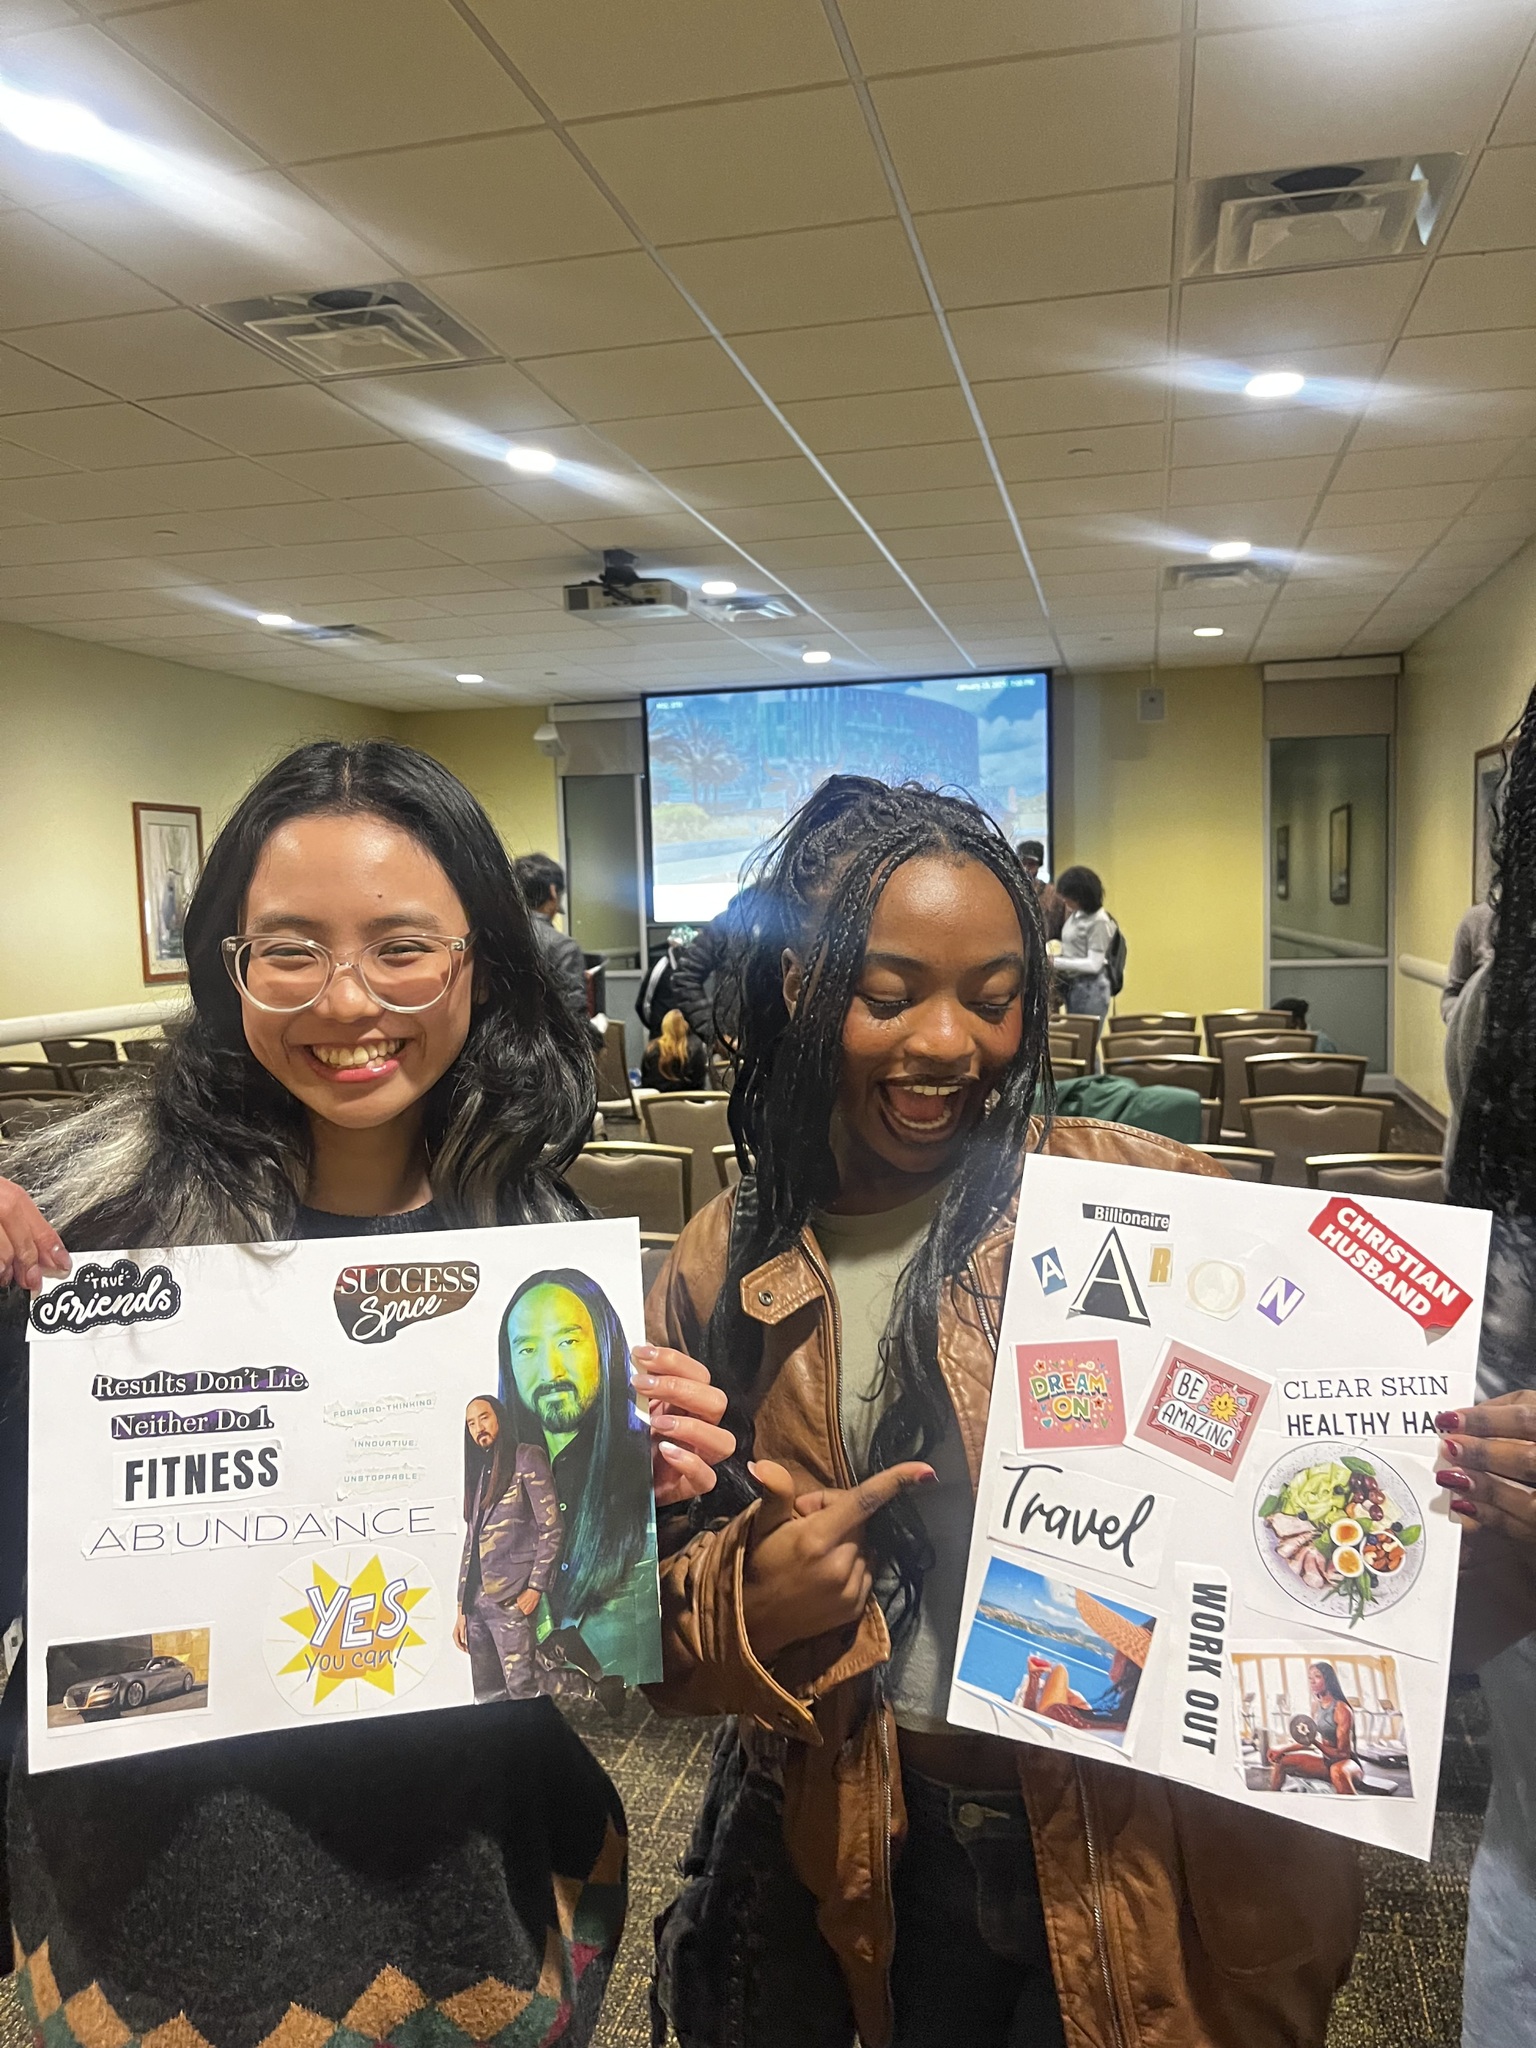 TRUE
Friends
SUCCESS
Space
Results Don't Lie.
Neither Do I.
FORWARD-THINKING
INNOVATIVE
UNSTOPPABLE
FITNESS
ABUNDANCE
YES
you can!
Billionaire
A A R O N
CHRISTIAN
HUSBAND
DREAM
ON
BE
AMAZING
CLEAR SKIN
HEALTHY
Travel
WORK OUT